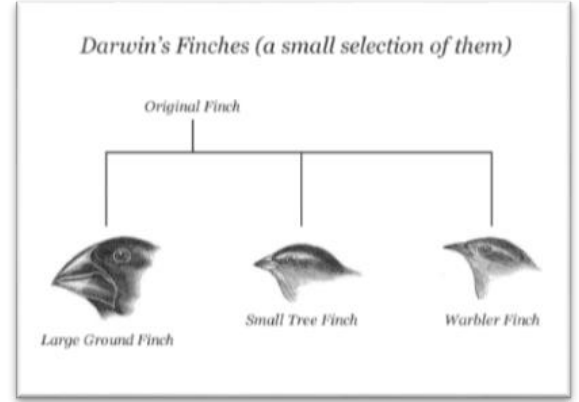 Darwin's Finches (a small selection of them)
Original Finch
Large Ground Finch
Small Tree Finch
Warbler Finch